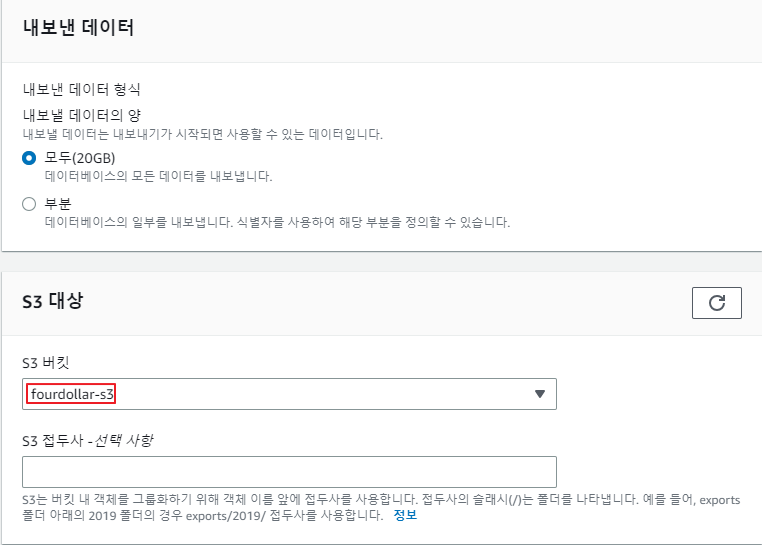 내보낸 데이터
내보낸 데이터 형식
내보낼 데이터의 양
내보낼 데이터는 내보내기가 시작되면 사용할 수 있는 데이터입니다.
모두(20GB)
데이터베이스의 모든 데이터를 내보냅니다.
부분
데이터베이스의 일부를 내보냅니다. 식별자를 사용하여 해당 부분을 정의할 수 있습니다.
S3 대상
S3 버킷
fourdollar-s3
S3 접두사 -선택 사항
S3는 버킷 내 객체를 그룹화하기 위해 객체 이름 앞에 접두사를 사용합니다. 접두사의 슬래시(/)는 폴더를 나타냅니다. 예를 들어, exports
폴더 아래의 2019 폴더의 경우 exports/2019/ 접두사를 사용합니다. 정보